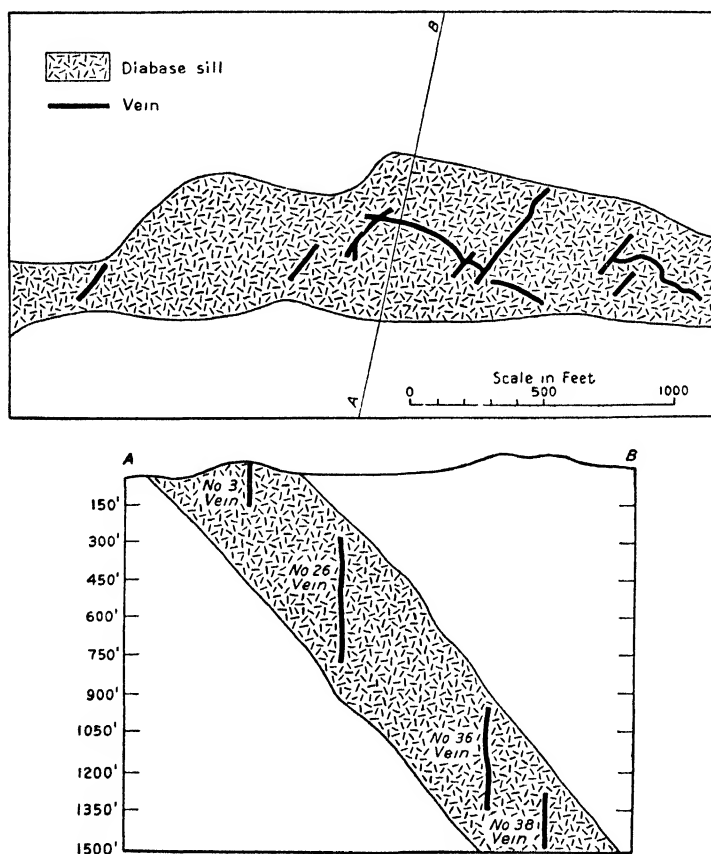 B
Diabase sill
Vein
A
Scale in Feet
0 500 1000
A B
No 3
Vein
150'
300'
No 26
Vein
450'
600'
750'
900'
1050'
No 36
Vein
1200'
1350'
No 38
Vein
1500'